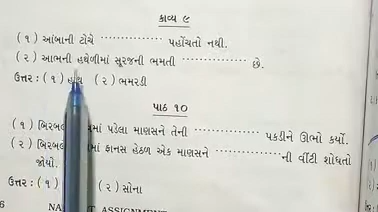 કાવ્ય ૯
(૧) આંબાની ટોચે ················ પહોંચતો નથી.
(૨) આભની હથેળીમાં સૂરજની ભમતી ················ છે.
ઉત્તર : (૧) હાથ (૨) ભમરડી
પાઠ ૧૦
(૧) બિરબલ પડેલા માણસને તેની ················ પકડીને ઊભો કર્યો.
(૨) બિરબલ ફાનસ હેઠળ એક માણસને ················ની વીંટી શોધતો
જોયો.
ઉત્તર : (૧) (૨) સોના